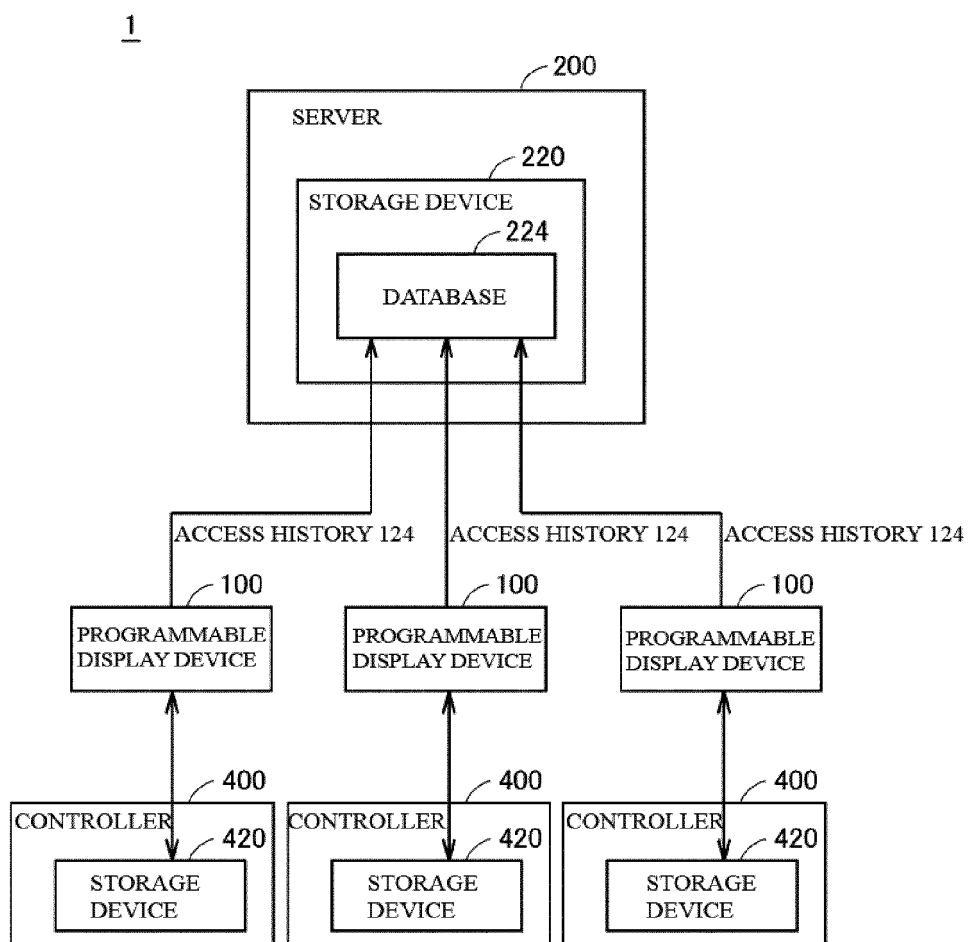 1
200
SERVER
220
STORAGE DEVICE
224
DATABASE
ACCESS HISTORY 124
ACCESS HISTORY 124
ACCESS HISTORY 124
100
100
100
PROGRAMMABLE
DISPLAY DEVICE
PROGRAMMABLE
DISPLAY DEVICE
PROGRAMMABLE
DISPLAY DEVICE
400
400
400
CONTROLLER
CONTROLLER
CONTROLLER
420
420
420
STORAGE
DEVICE
STORAGE
DEVICE
STORAGE
DEVICE